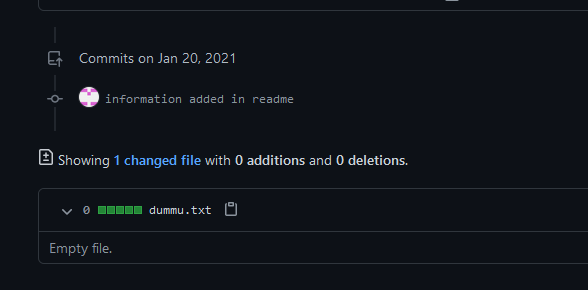 Commits on Jan 20, 2021
information added in readme
Showing 1 changed file with 0 additions and 0 deletions.
0 dummu.txt
Empty file.